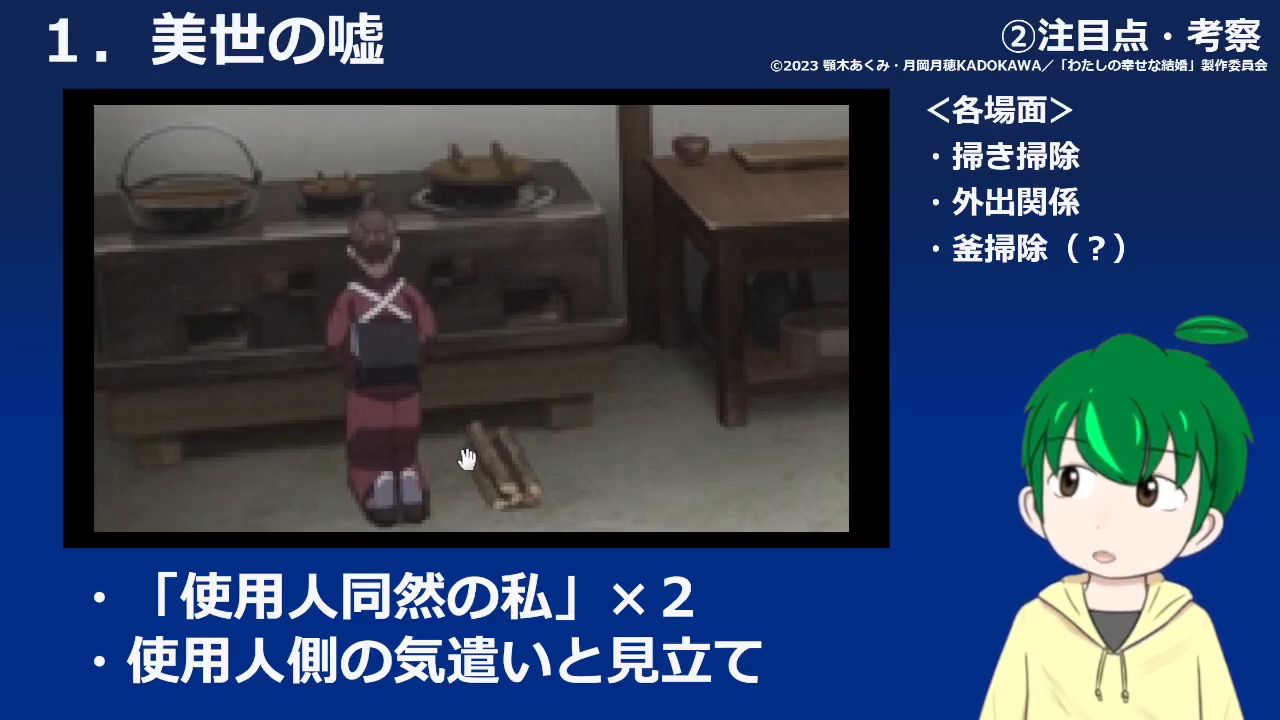 １．美世の嘘
②注目点・考察
©2023 顎木あくみ・月岡月穂KADOKAWA／「わたしの幸せな結婚」製作委員会
＜各場面＞
・掃き掃除
・外出関係
・釜掃除（？）
・「使用人同然の私」×２
・使用人側の気遣いと見立て